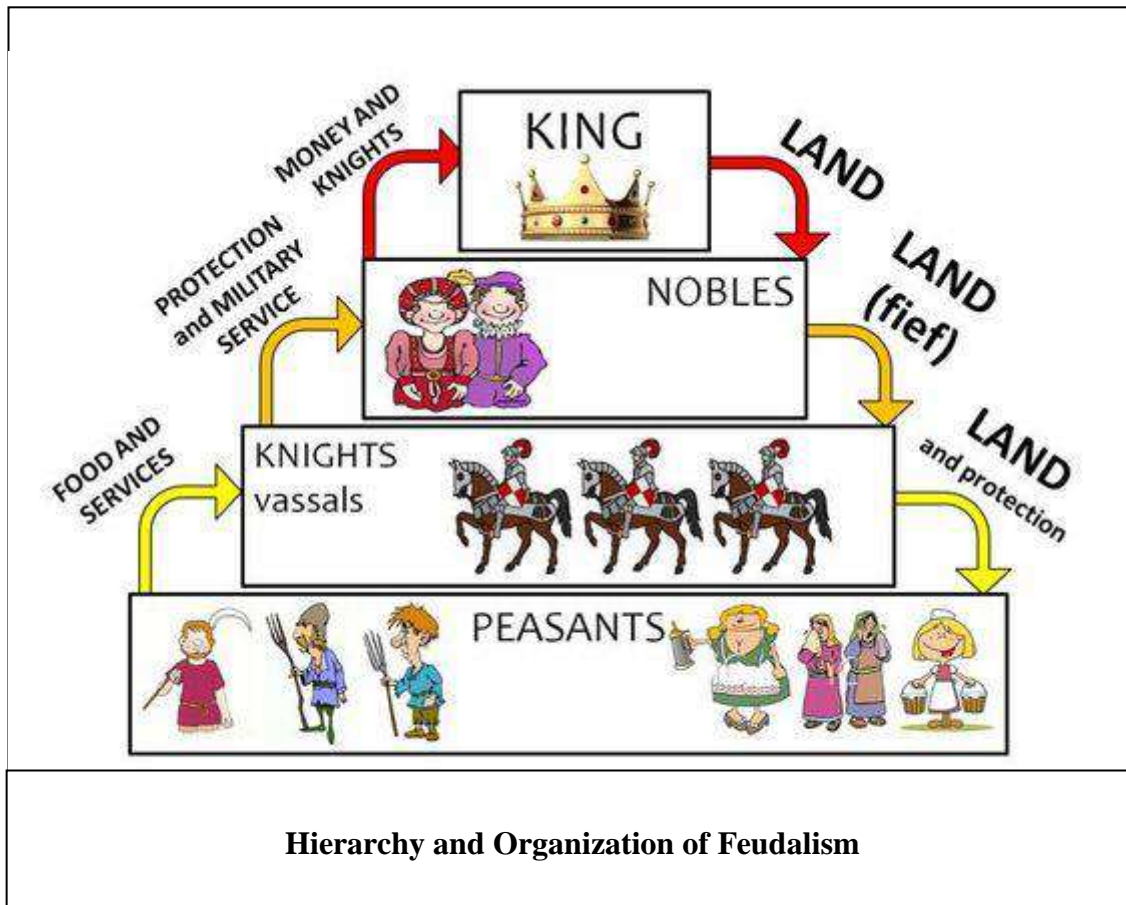 MONEY AND
KNIGHTS
KING
LAND
PROTECTION
and MILITARY
SERVICE
NOBLES
LAND
(fief)
FOOD AND
SERVICES
KNIGHTS
vassals
LAND
and protection
PEASANTS
Hierarchy and Organization of Feudalism